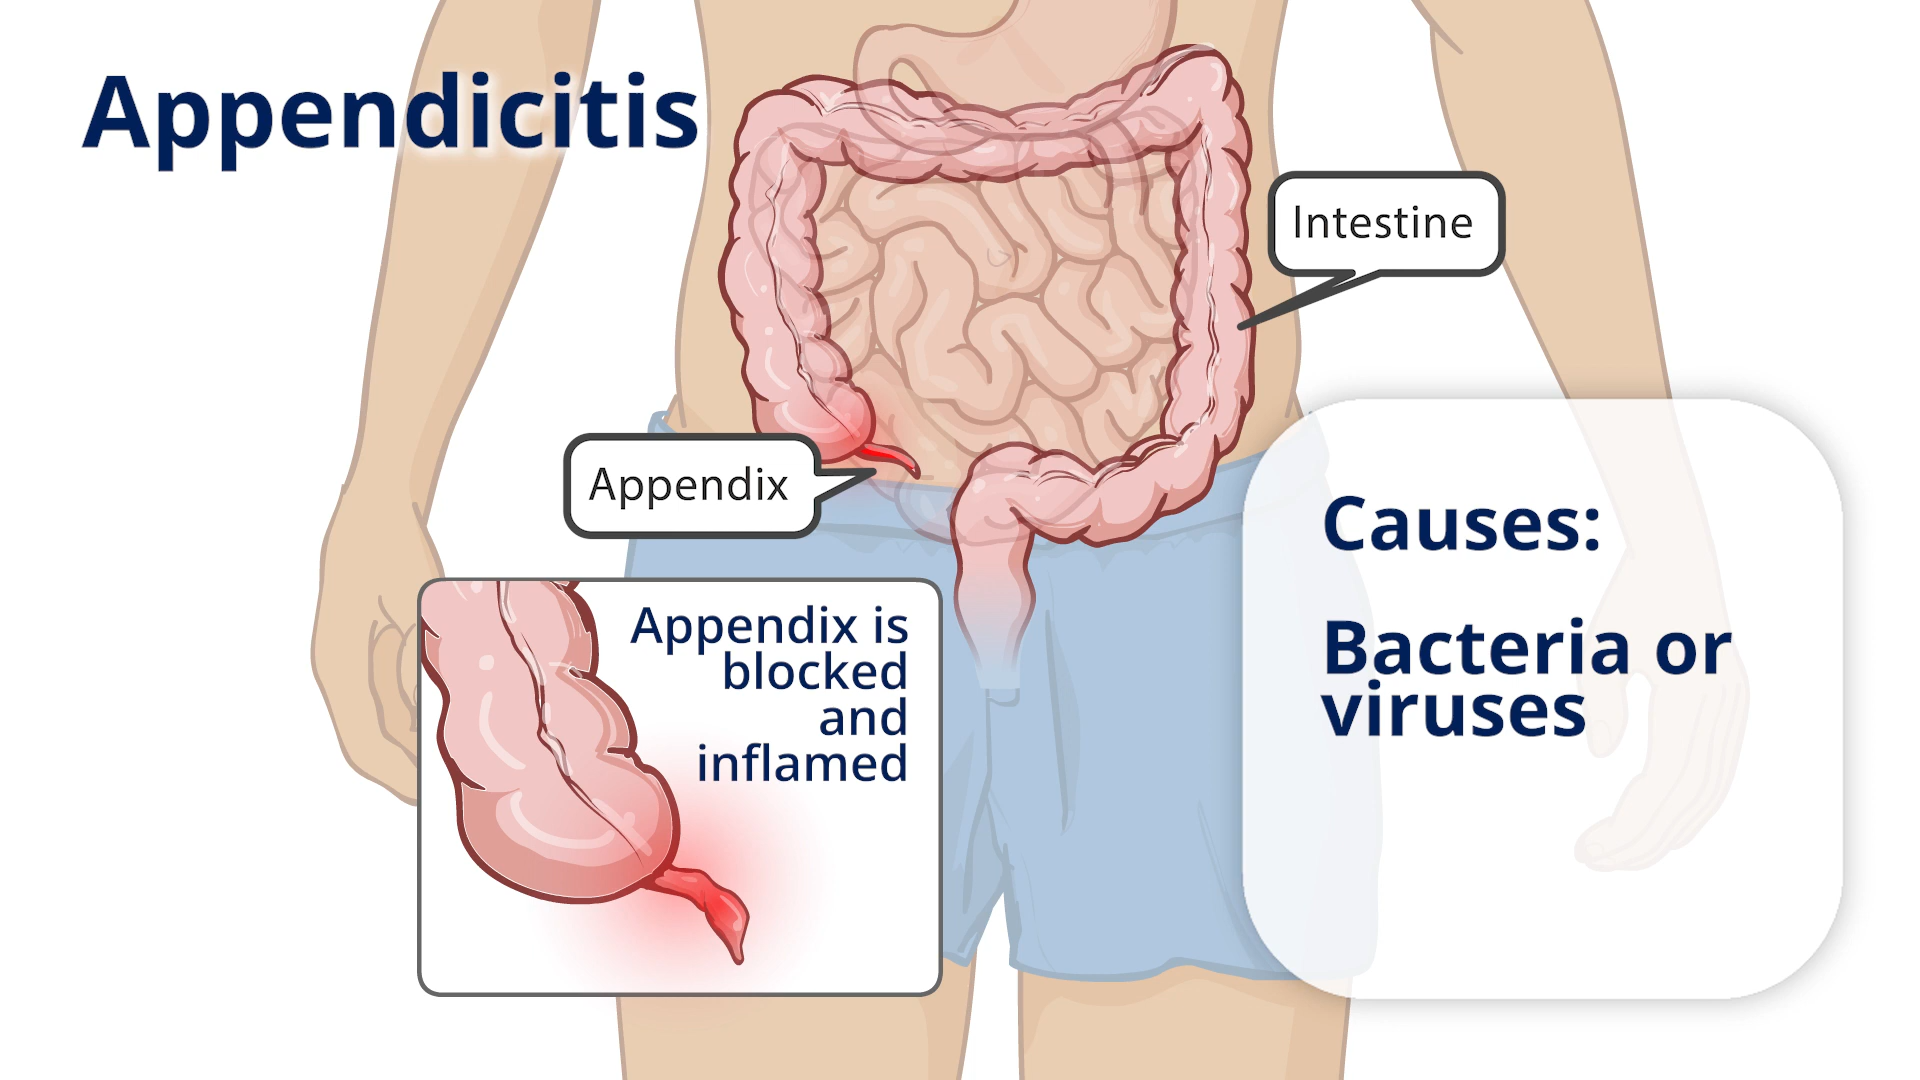 Appendicitis
Intestine
Appendix
Appendix is
blocked
and
inflamed
Causes:
Bacteria or
viruses